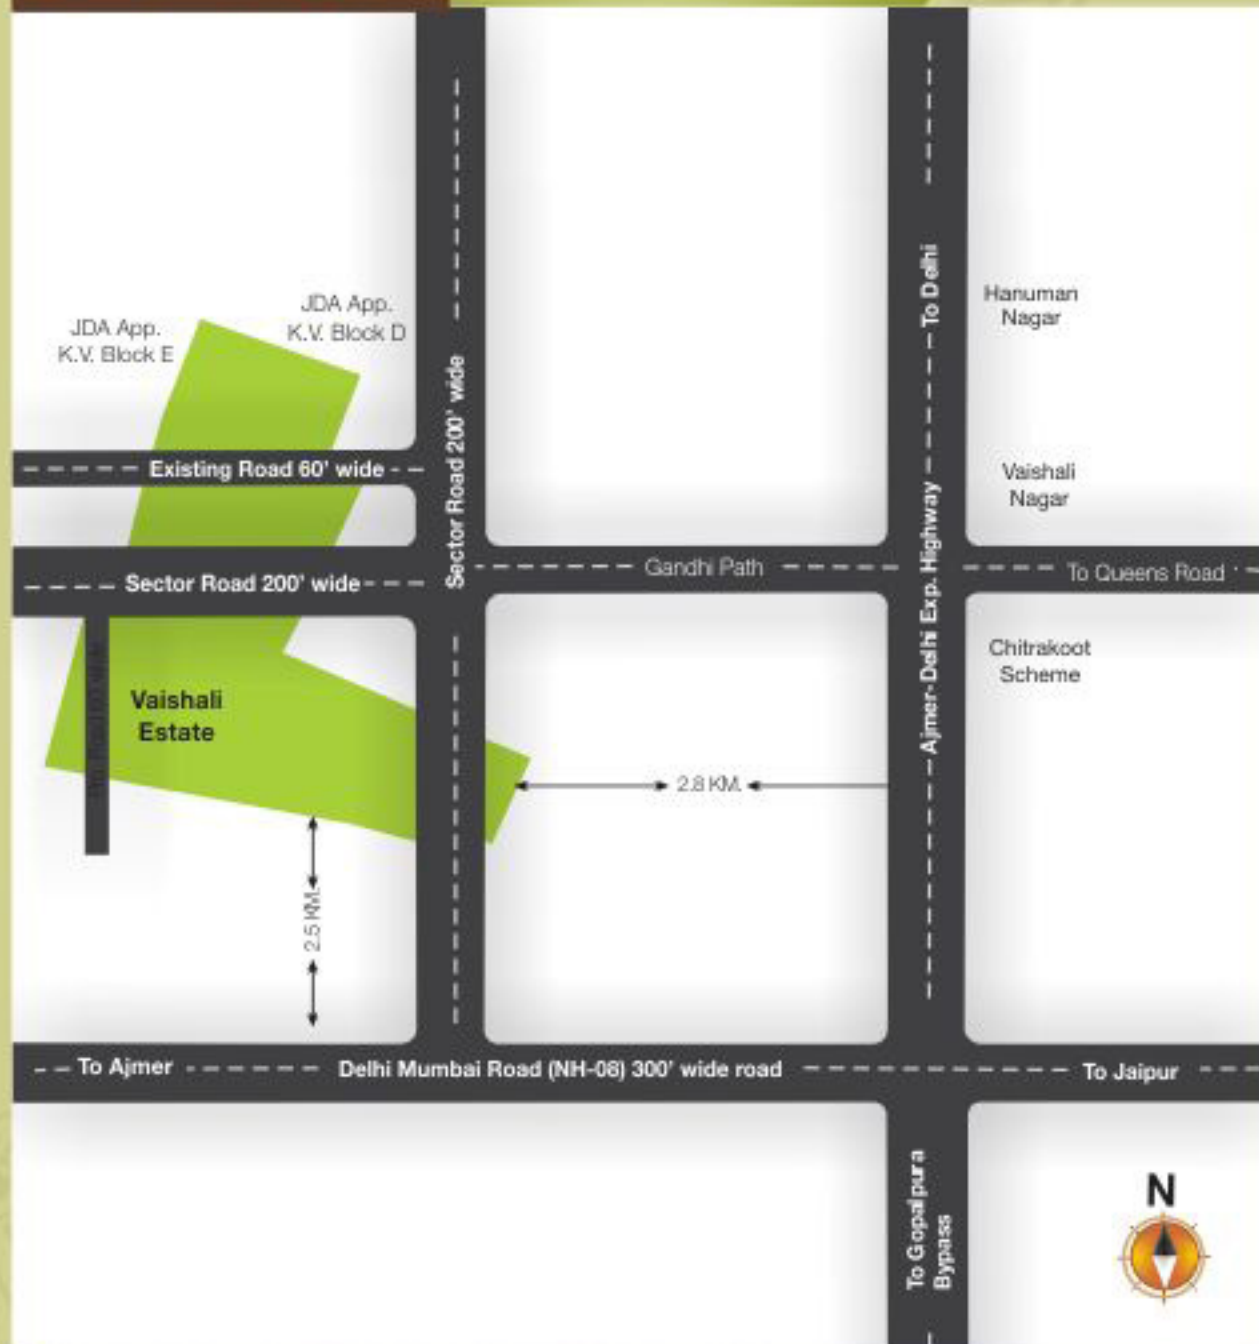 JDA App.
K.V. Block E
JDA App.
K.V. Block D
Existing Road 60' wide
Sector Road 200' wide
Sector Road 200' wide
Vaishali
Estate
Gandhi Path
To Queens Road
Ajmer-Delhi Exp. Highway
To Delhi
Hanuman
Nagar
Vaishali
Nagar
Chitrakoot
Scheme
2.8 KM.
2.5 KM.
To Ajmer
Delhi Mumbai Road (NH-08) 300' wide road
To Jaipur
To Gopalpura
Bypass
N